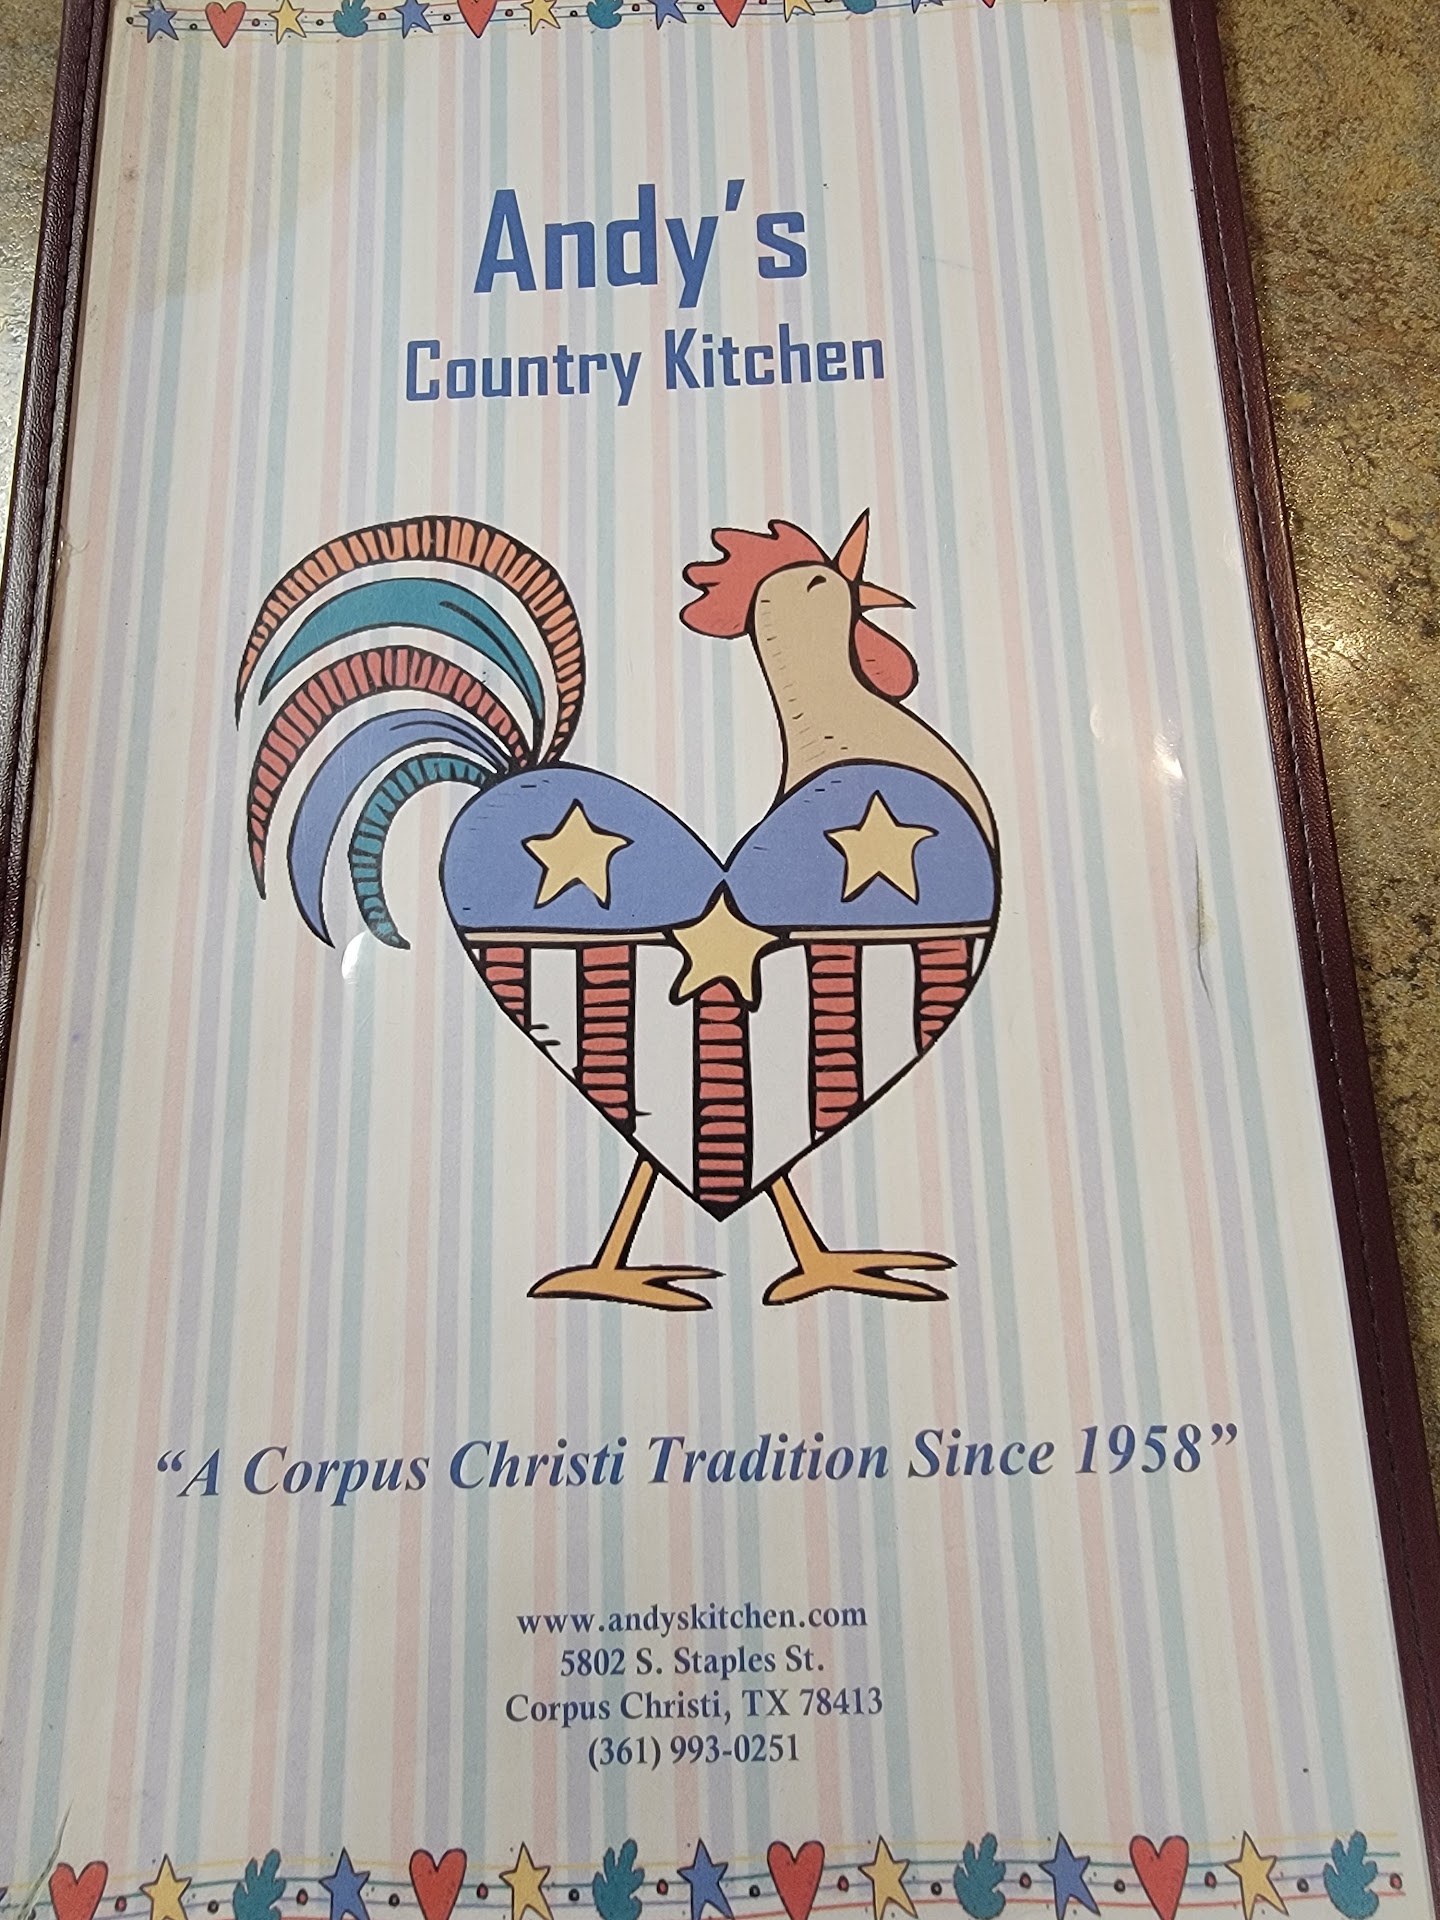 Andy's
Country Kitchen
“A Corpus Christi Tradition Since 1958”
www.andyskitchen.com
5802 S. Staples St.
Corpus Christi, TX 78413
(361) 993-0251